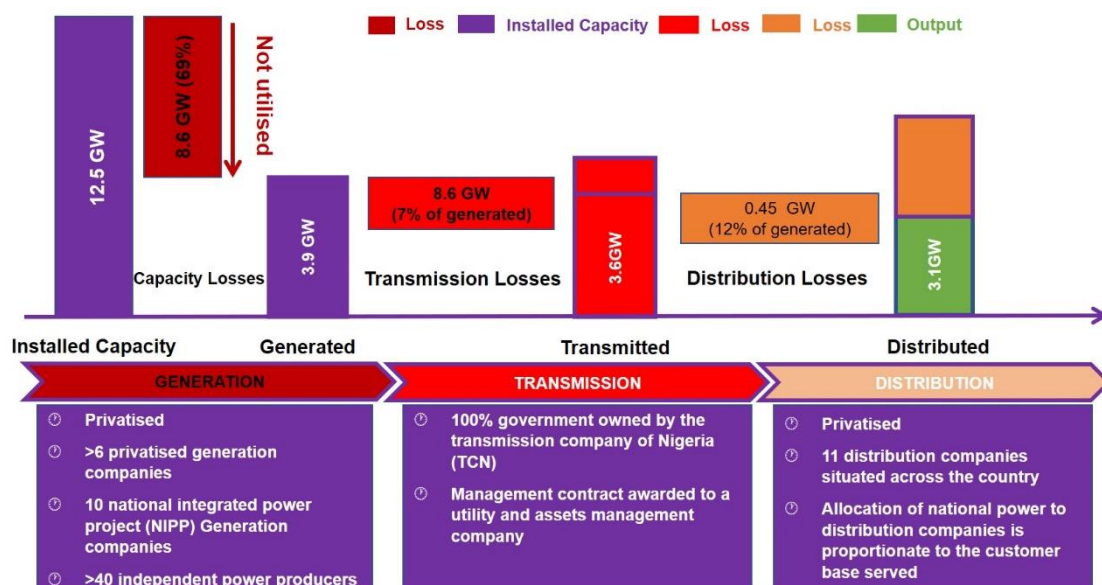 Loss
Installed Capacity
Loss
Loss
Output
12.5 GW
8.6 GW (69%)
Not utilised
Capacity Losses
3.9 GW
8.6 GW
(7% of generated)
Transmission Losses
3.6GW
0.45 GW
(12% of generated)
Distribution Losses
3.1GW
Installed Capacity
Generated
Transmitted
Distributed
GENERATION
TRANSMISSION
DISTRIBUTION
Privatised
>6 privatised generation
companies
10 national integrated power
project (NIPP) Generation
companies
>40 independent power producers
100% government owned by the
transmission company of Nigeria
(TCN)
Management contract awarded to a
utility and assets management
company
Privatised
11 distribution companies
situated across the country
Allocation of national power to
distribution companies is
proportionate to the customer
base served